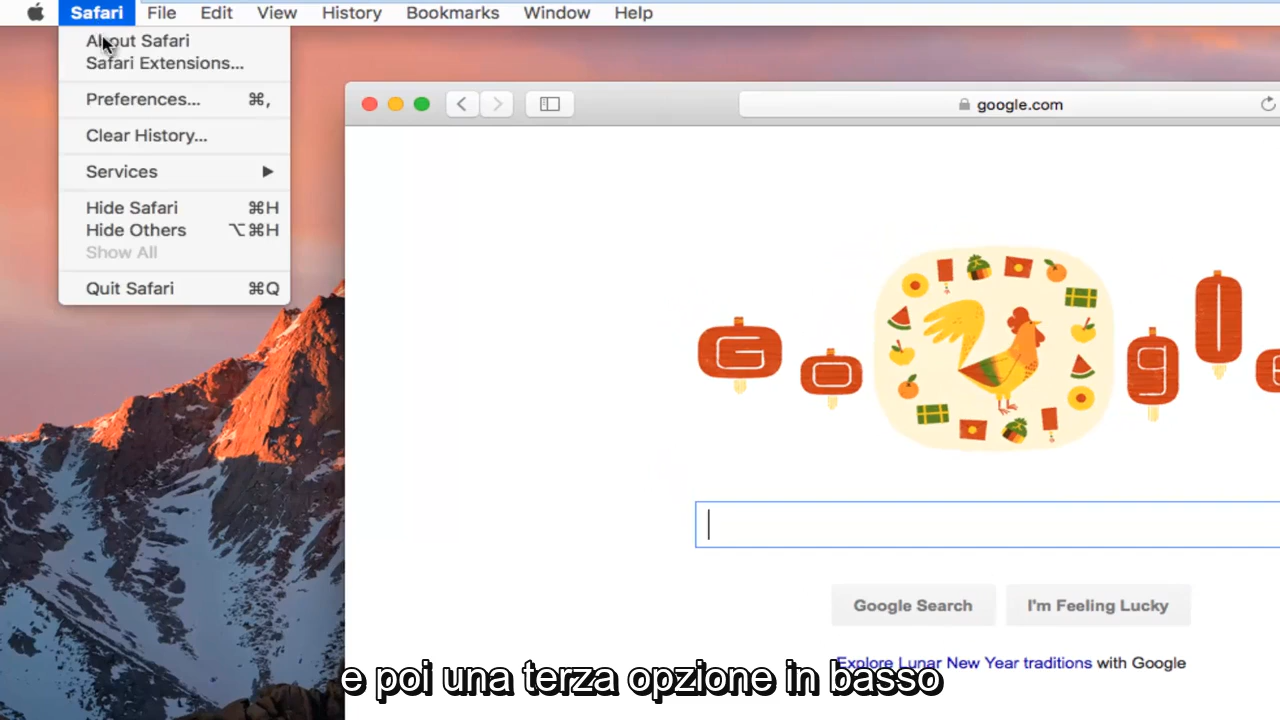 Safari File Edit View History Bookmarks Window Help
About Safari
Safari Extensions...
Preferences... ⌘,
Clear History...
Services ▶
Hide Safari ⌘H
Hide Others ⌥⌘H
Show All
Quit Safari ⌘Q
google.com
Google Search I'm Feeling Lucky
Explore Lunar New Year traditions with Google
e poi una terza opzione in basso